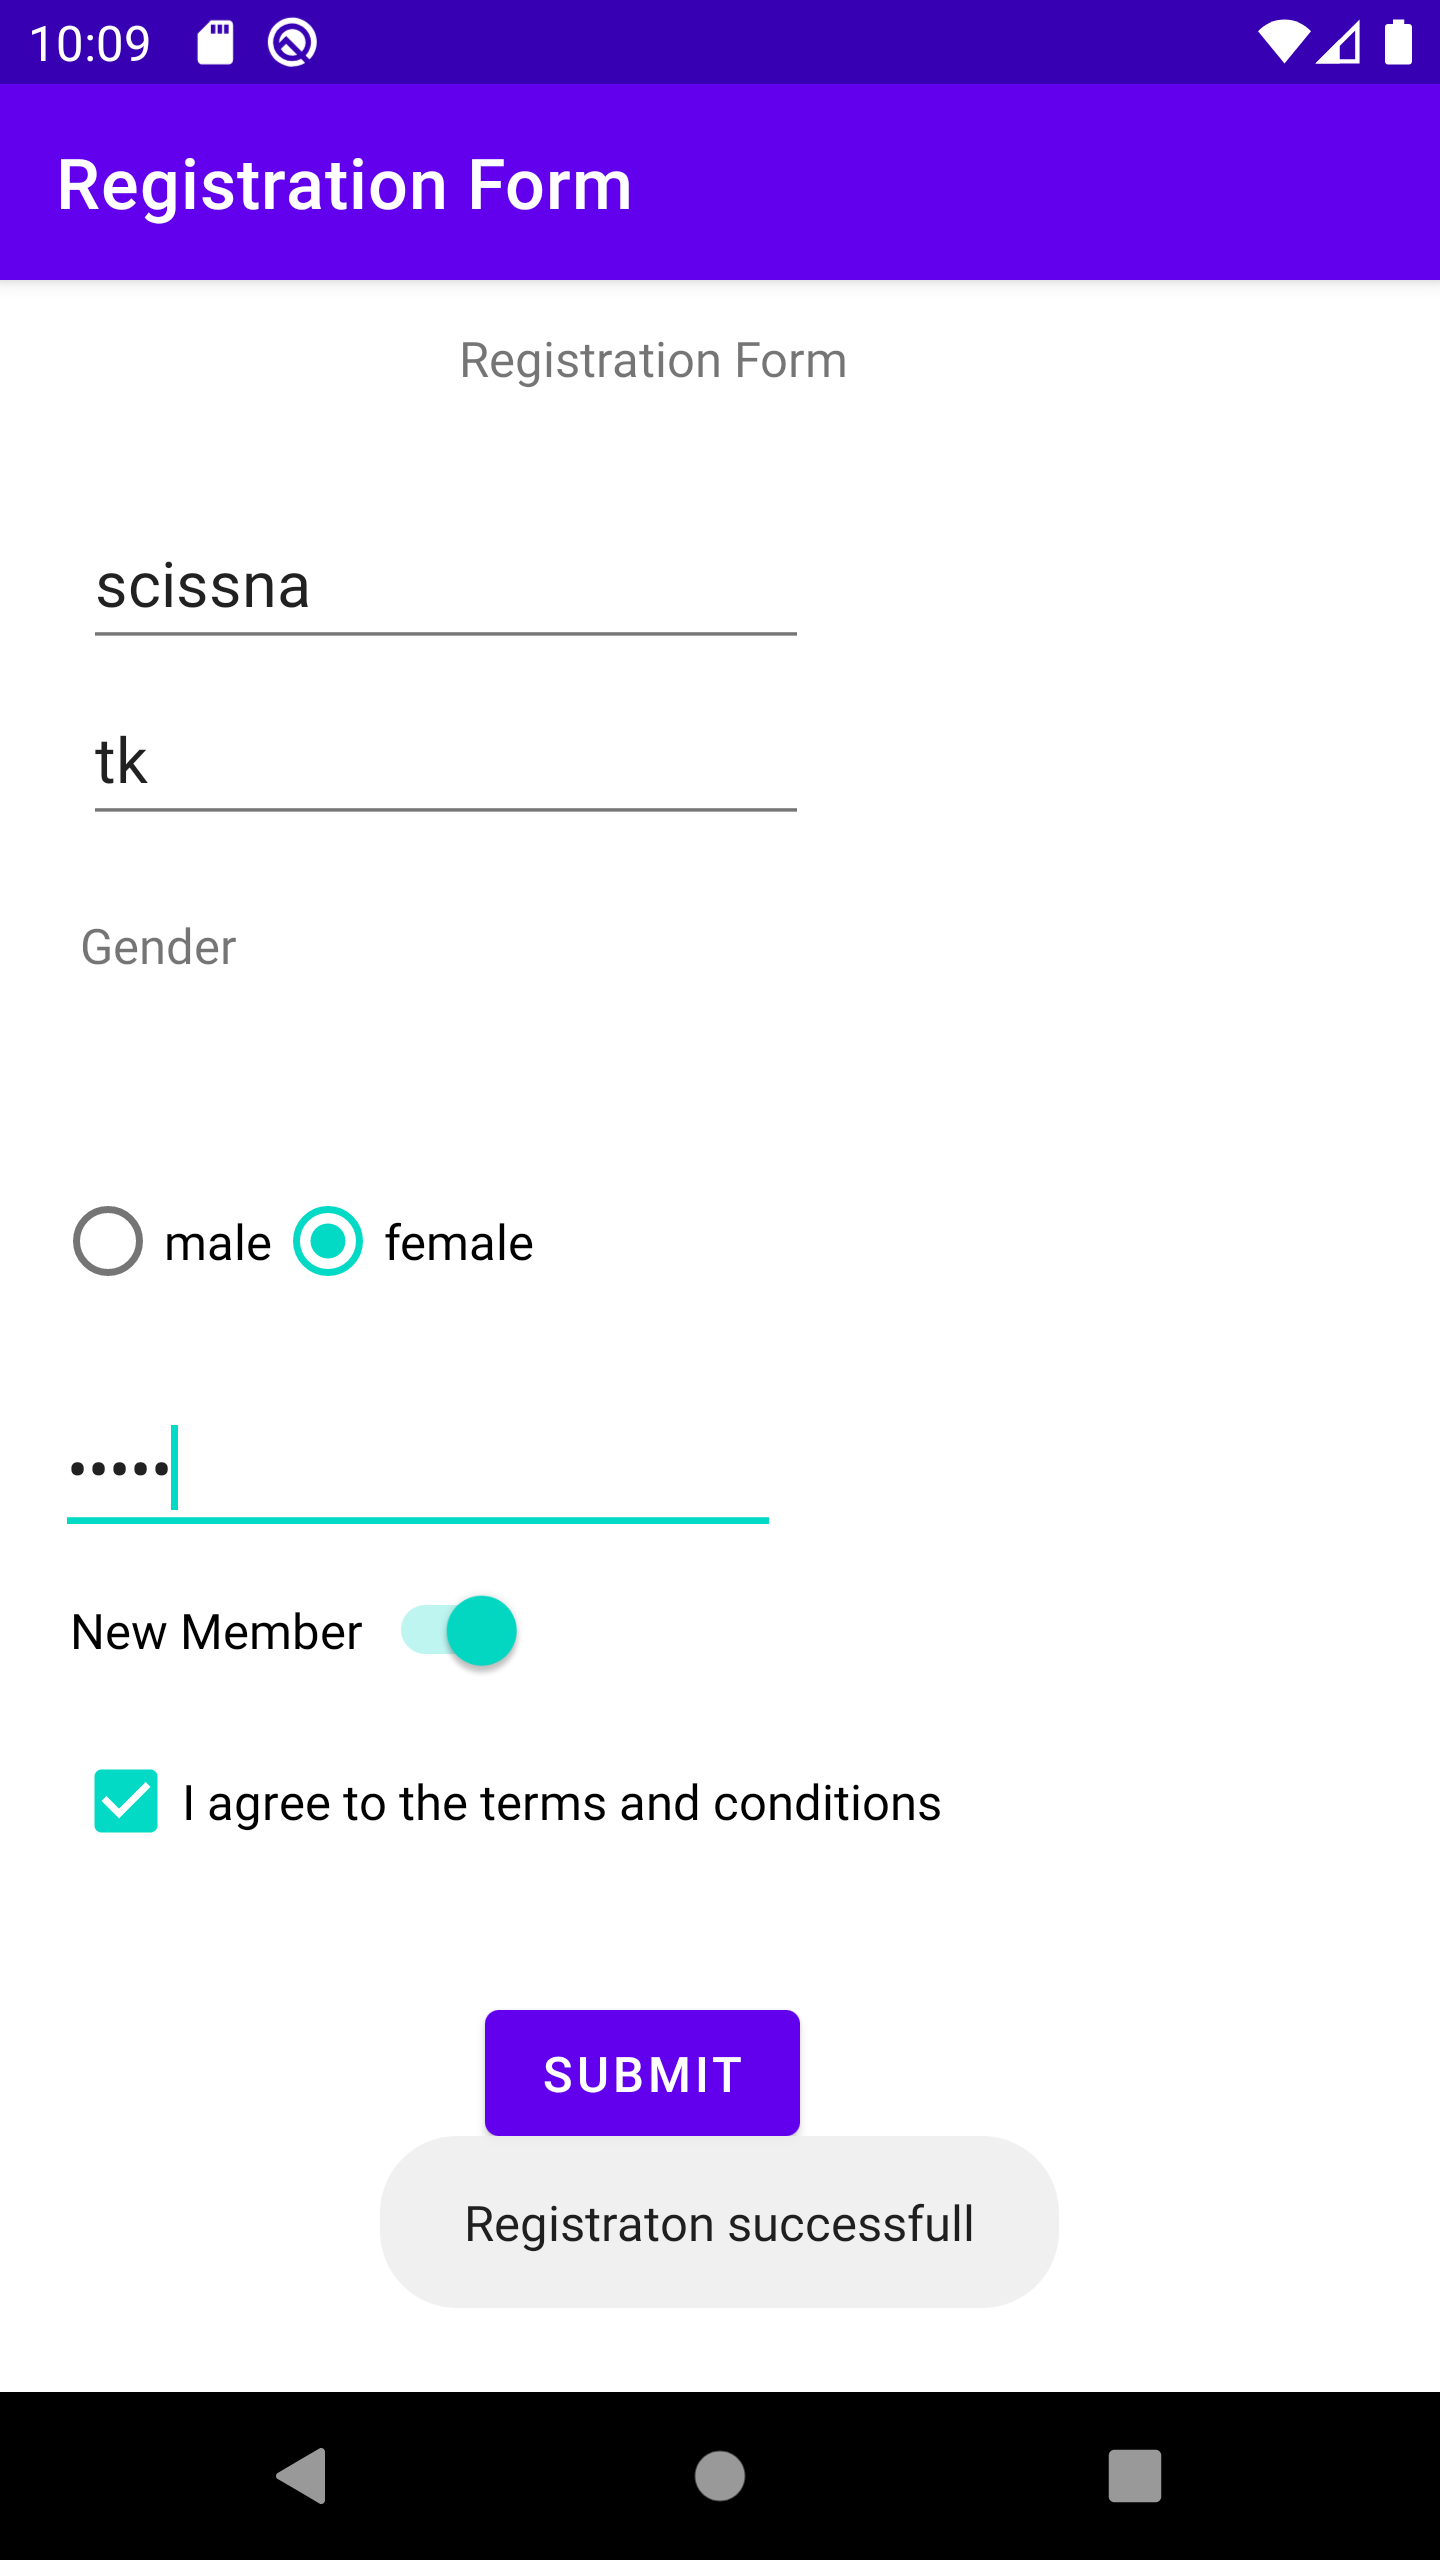 10:09
Registration Form
Registration Form
scissna
tk
Gender
male female
•••••
New Member
I agree to the terms and conditions
SUBMIT
Registraton successfull